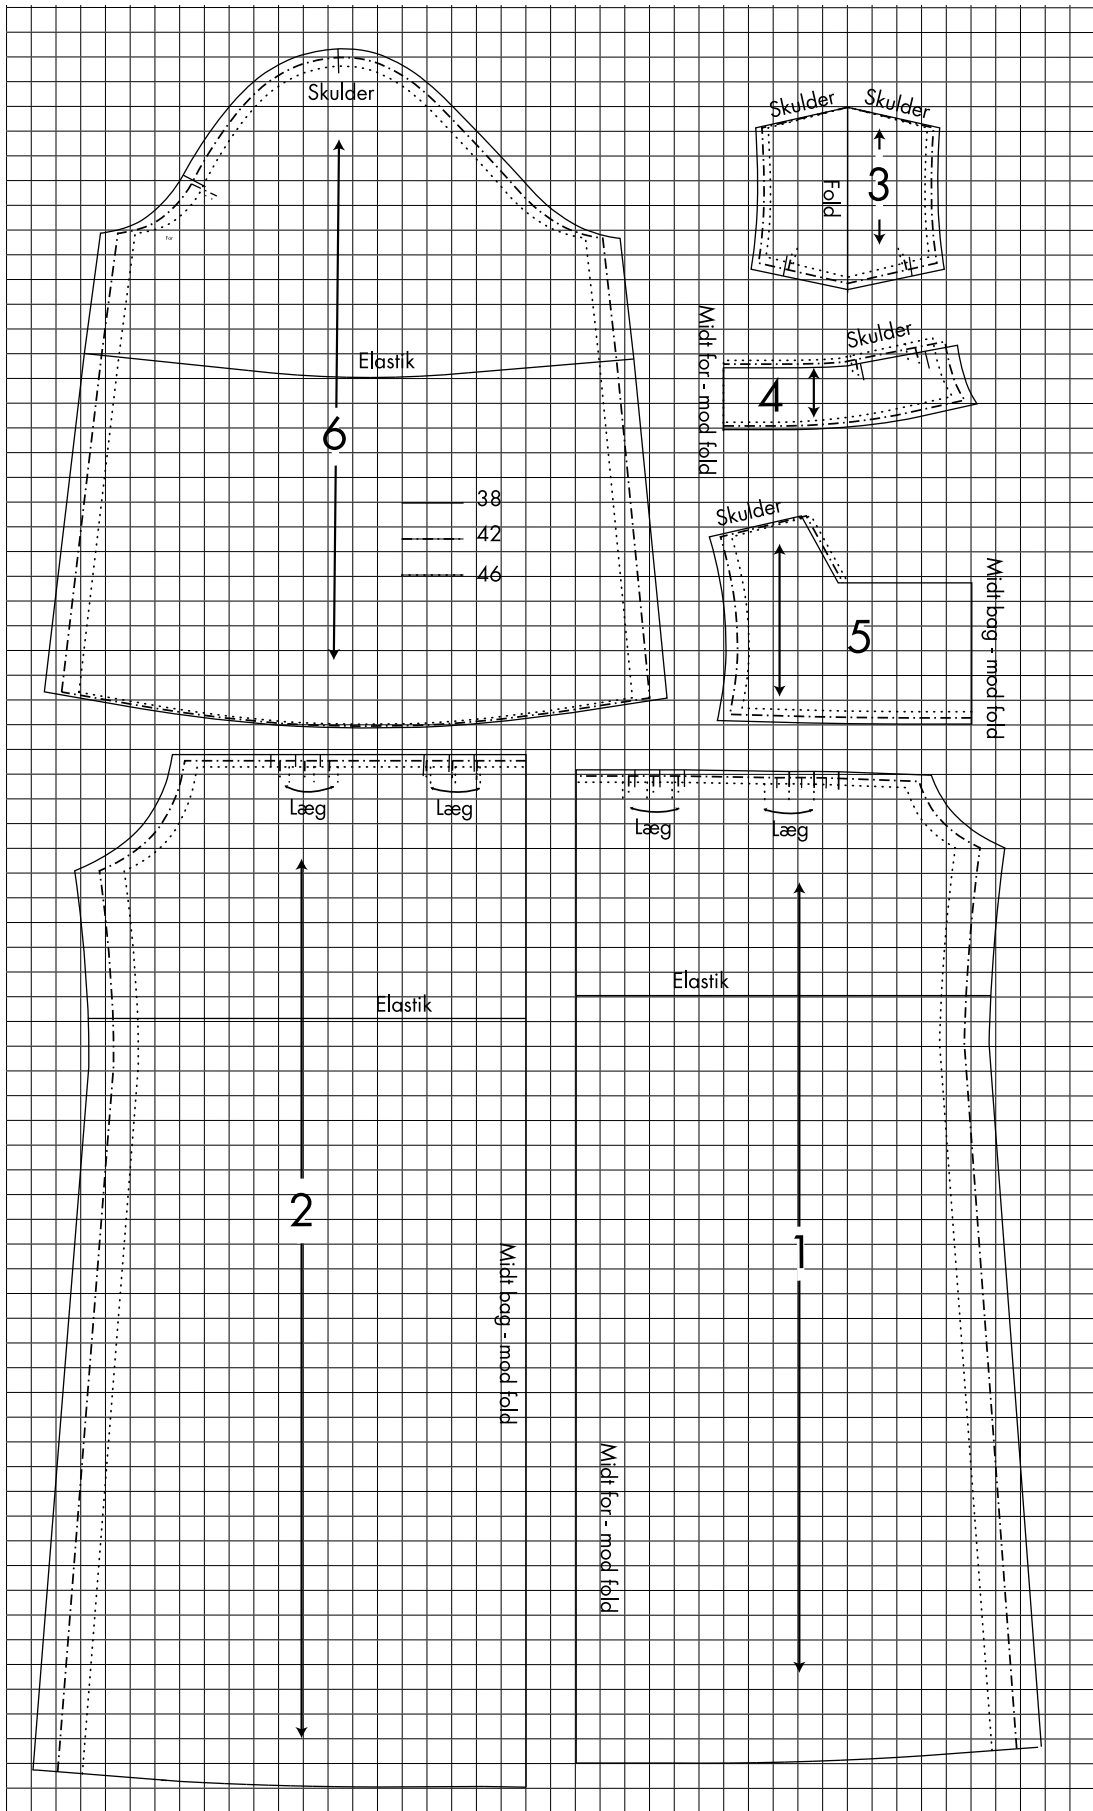 Skulder
Skulder
Skulder
3
Fold
for
Midt for - mod fold
Skulder
Elastik
4
6
38
42
46
Skulder
Midt bag - mod fold
5
Læg
Læg
Læg
Læg
Elastik
Elastik
2
1
Midt bag - mod fold
Midt for - mod fold